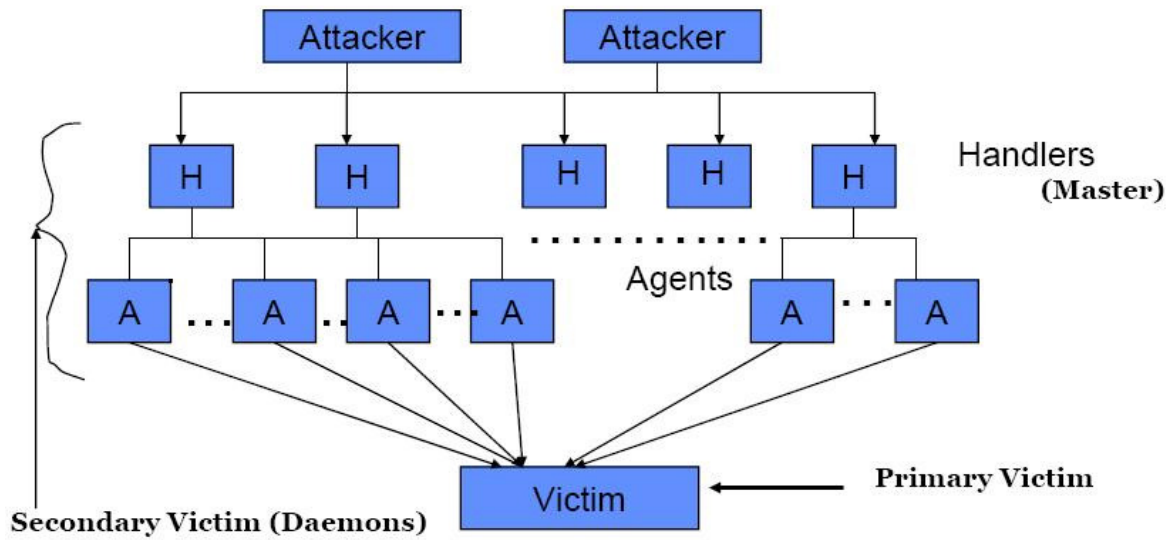 Attacker Attacker
H H H H H
Handlers
(Master)
Agents
A A A A A A
Victim
Primary Victim
Secondary Victim (Daemons)